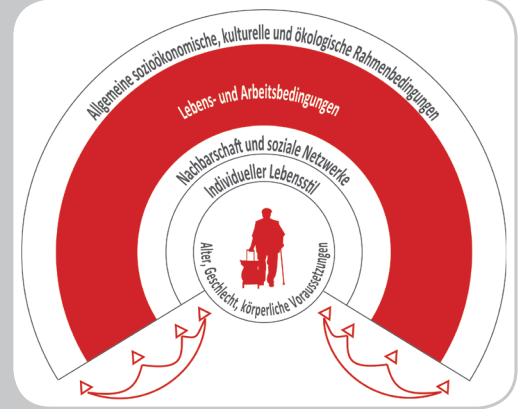 Allgemeine sozioökonomische, kulturelle und ökologische Rahmenbedingungen
Lebens- und Arbeitsbedingungen
Nachbarschaft und soziale Netzwerke
Individueller Lebensstil
Alter, Geschlecht, körperliche Voraussetzungen